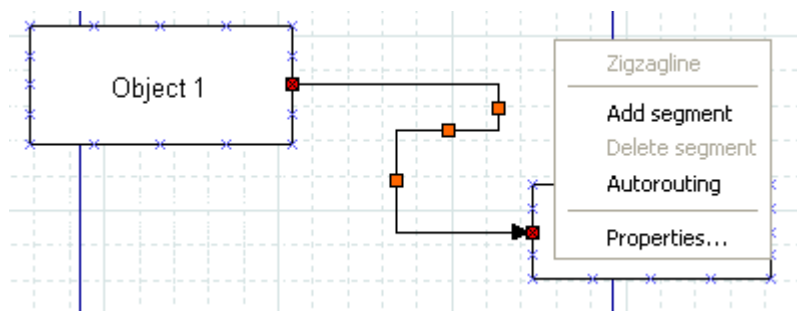 Object 1
Zigzagline
Add segment
Delete segment
Autorouting
Properties...